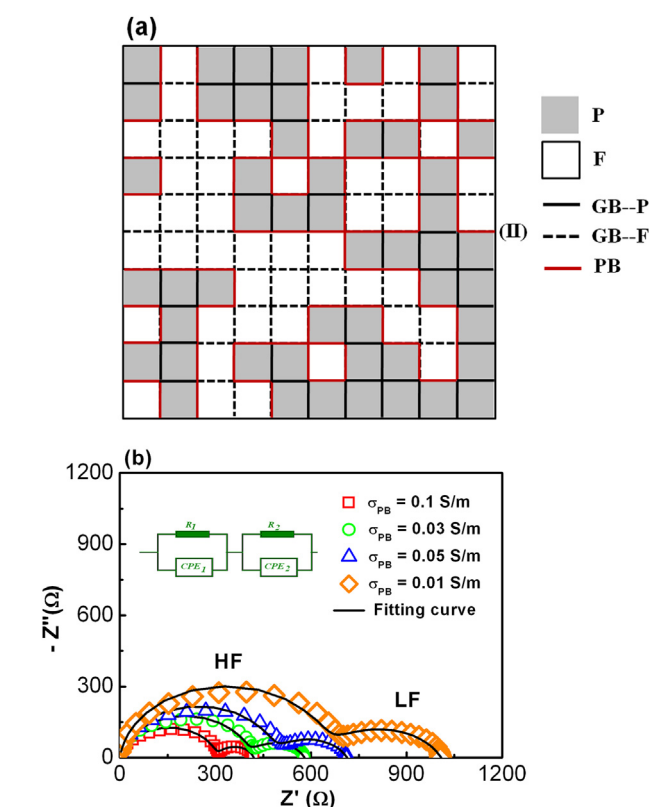 (a)
P
F
GB--P
(II)
GB--F
PB
(b)
1200
900
600
300
0
- Z''(Ω)
R1
R2
CPE1
CPE2
σPB = 0.1 S/m
σPB = 0.03 S/m
σPB = 0.05 S/m
σPB = 0.01 S/m
Fitting curve
HF
LF
0 300 600 900 1200
Z' (Ω)